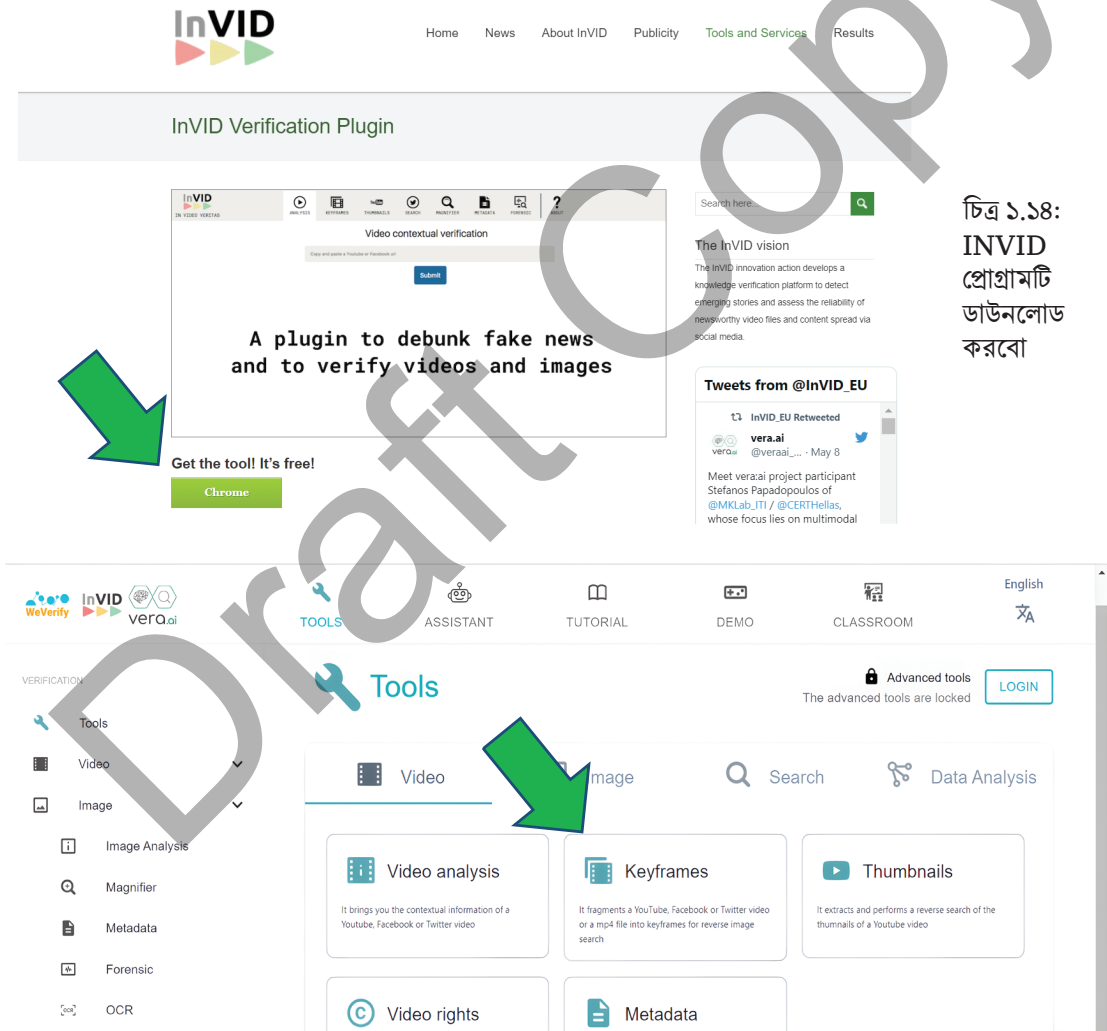 InVID
Home News About InVID Publicity Tools and Services Results
InVID Verification Plugin
InVID
IN VIDEO VERITAS
ANALYSIS KEYFRAMES THUMBNAILS SEARCH MAGNIFIER METADATA FORENSIC ABOUT
Video contextual verification
Copy and paste a Youtube or Facebook url
Submit
A plugin to debunk fake news
and to verify videos and images
Get the tool! It's free!
Chrome
Search here...
The InVID vision
The InVID innovation action develops a
knowledge verification platform to detect
emerging stories and assess the reliability of
newsworthy video files and content spread via
social media.
Tweets from @InVID_EU
InVID_EU Retweeted
vera.ai
vera.ai @veraai_... · May 8
Meet vera:ai project participant
Stefanos Papadopoulos of
@MKLab_ITI / @CERTHellas,
whose focus lies on multimodal
চিত্র ১.১৪:
INVID
প্রোগ্রামটি
ডাউনলোড
করবো
WeVerify InVID vera.ai
TOOLS ASSISTANT TUTORIAL DEMO CLASSROOM English
VERIFICATION
Tools
Video
Image
Image Analysis
Magnifier
Metadata
Forensic
OCR
Tools
Advanced tools
The advanced tools are locked
LOGIN
Video Image Search Data Analysis
Video analysis
It brings you the contextual information of a
Youtube, Facebook or Twitter video
Keyframes
It fragments a YouTube, Facebook or Twitter video
or a mp4 file into keyframes for reverse image
search
Thumbnails
It extracts and performs a reverse search of the
thumnails of a Youtube video
Video rights
Metadata
Draft Copy